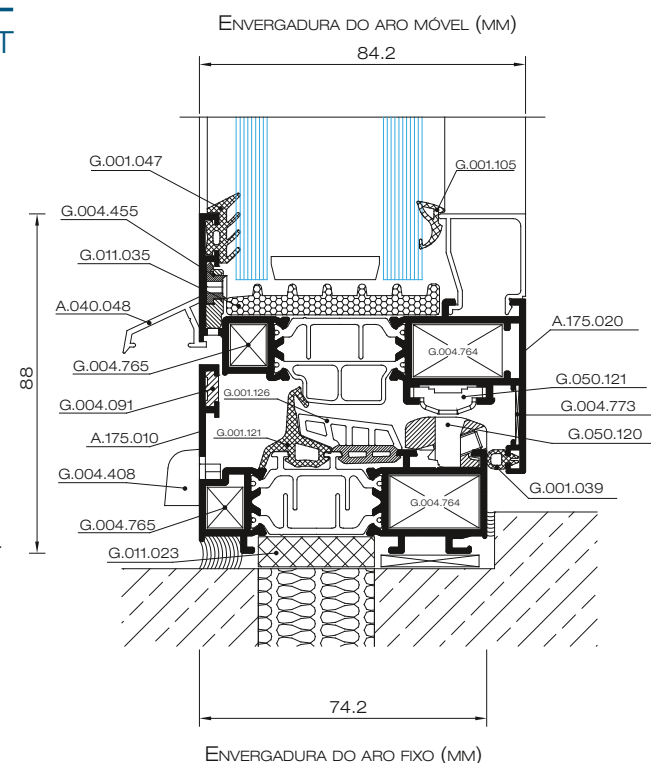 T
ENVERGADURA DO ARO MÓVEL (MM)
84.2
G.001.047
G.001.105
G.004.455
G.011.035
A.040.048
A.175.020
G.004.765
G.004.764
88
G.050.121
G.004.091
G.001.126
G.004.773
A.175.010
G.001.121
G.050.120
G.004.408
G.001.039
G.004.765
G.004.764
G.011.023
74.2
ENVERGADURA DO ARO FIXO (MM)